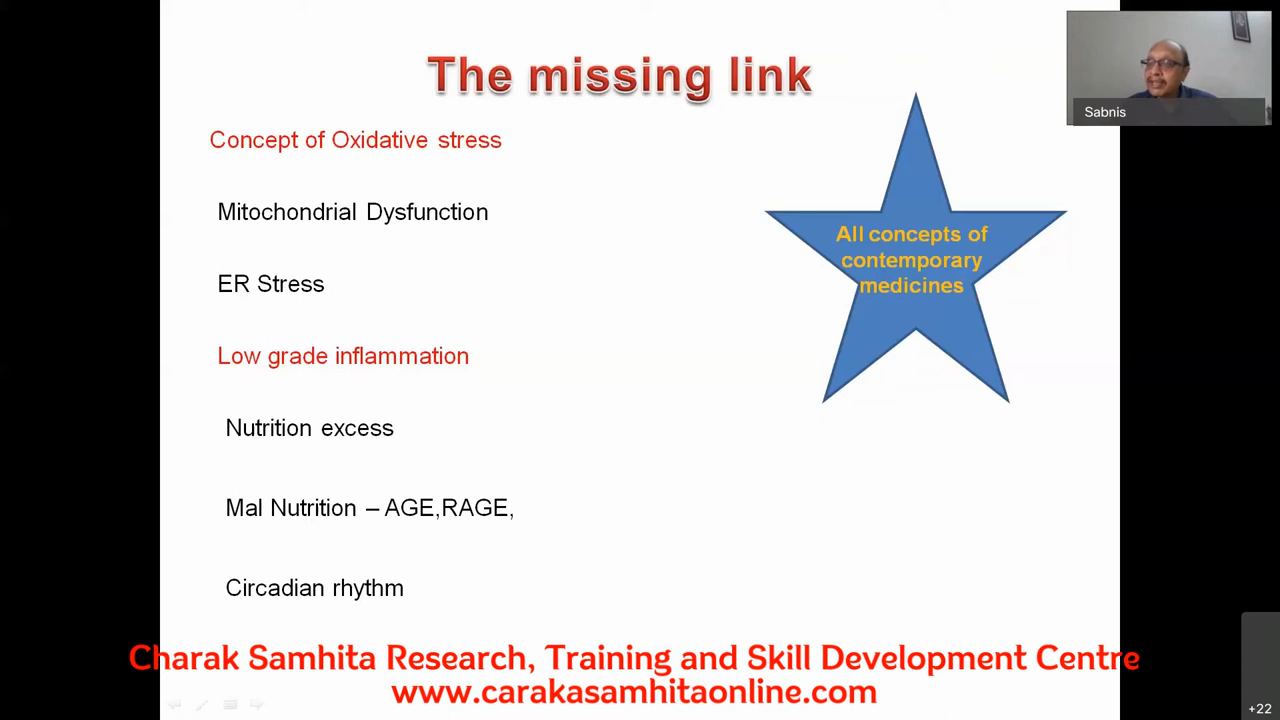 The missing link
Sabnis
Concept of Oxidative stress
Mitochondrial Dysfunction
All concepts of
contemporary
medicines
ER Stress
Low grade inflammation
Nutrition excess
Mal Nutrition – AGE,RAGE,
Circadian rhythm
Charak Samhita Research, Training and Skill Development Centre
www.carakasamhitaonline.com
+22